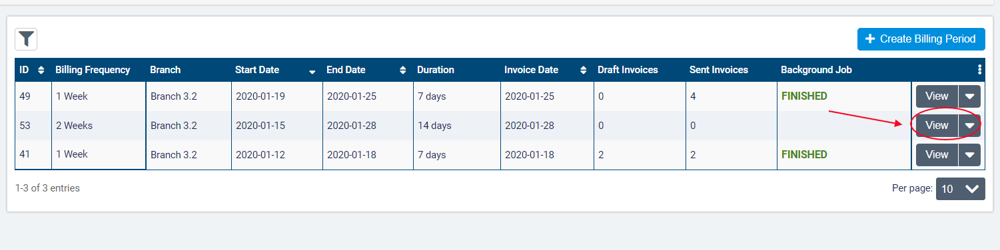 Create Billing Period
ID Billing Frequency Branch Start Date End Date Duration Invoice Date Draft Invoices Sent Invoices Background Job
49 1 Week Branch 3.2 2020-01-19 2020-01-25 7 days 2020-01-25 0 4 FINISHED View
53 2 Weeks Branch 3.2 2020-01-15 2020-01-28 14 days 2020-01-28 0 0 View
41 1 Week Branch 3.2 2020-01-12 2020-01-18 7 days 2020-01-18 2 2 FINISHED View
1-3 of 3 entries Per page: 10